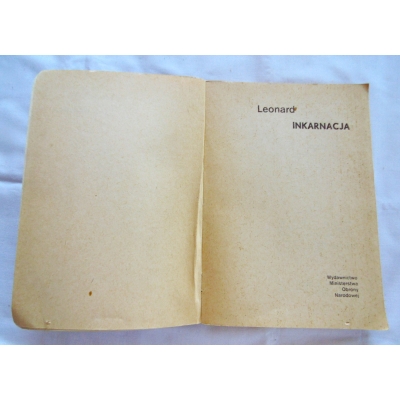 Leonard
INKARNACJA
Wydawnictwo
Ministerstwa
Obrony
Narodowej